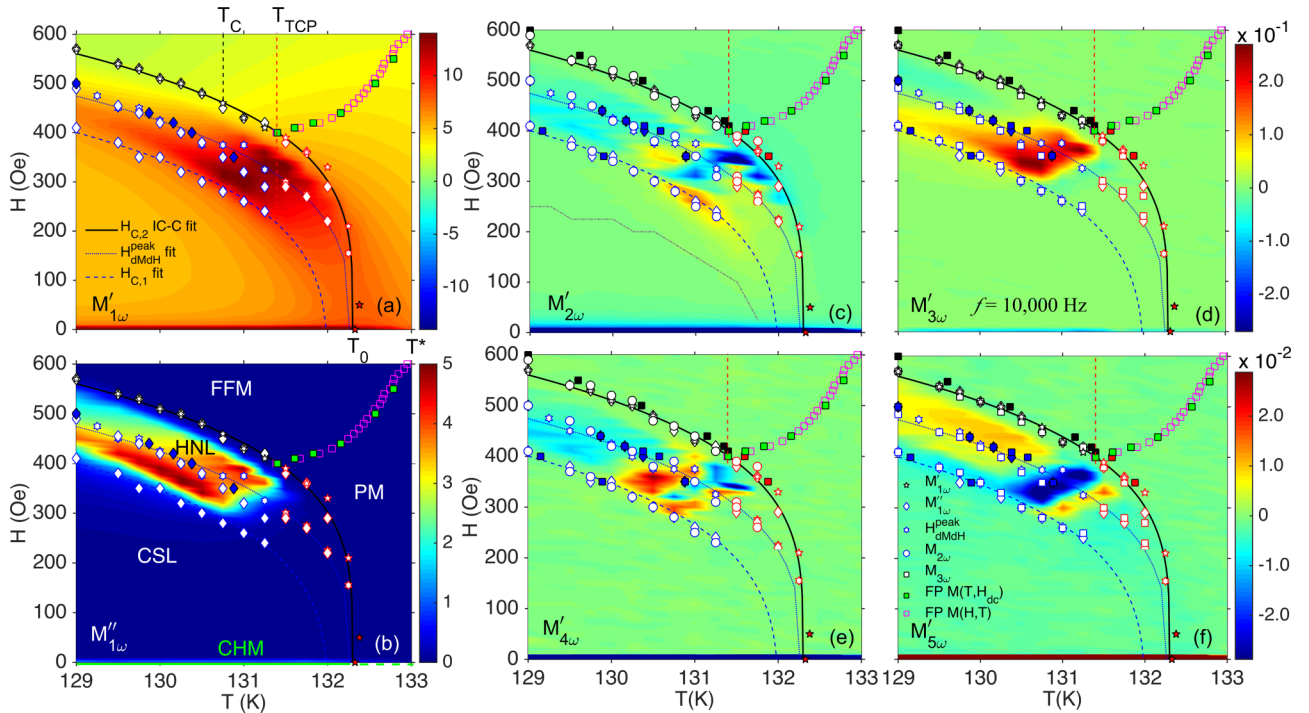 T_C
T_TCP
600
500
400
300
200
100
0
H (Oe)
H_C,2 IC-C fit
H^peak_dMdH fit
H_C,1 fit
M′_1ω
(a)
10
5
0
-5
-10
600
500
400
300
200
100
0
M′_2ω
(c)
f = 10,000 Hz
M′_3ω
(d)
x 10^-1
2.0
1.0
0
-1.0
-2.0
T_0
T*
600
500
400
300
200
100
0
H (Oe)
FFM
HNL
PM
CSL
M″_1ω
(b)
CHM
129
130
131
132
133
T (K)
5
4
3
2
1
0
600
500
400
300
200
100
0
M′_4ω
(e)
129
130
131
132
133
T(K)
M′_1ω
M″_1ω
H^peak_dMdH
M_2ω
M_3ω
FP M(T,H_dc)
FP M(H,T)
M′_5ω
(f)
129
130
131
132
133
T(K)
x 10^-2
2.0
1.0
0
-1.0
-2.0